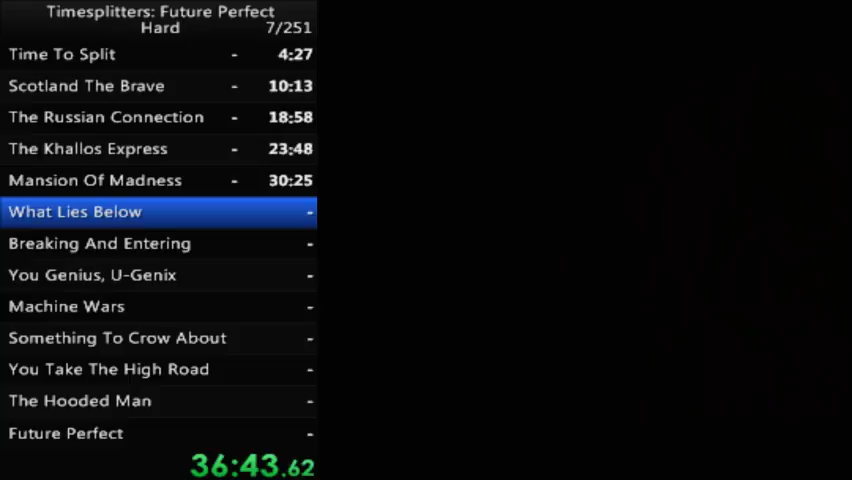 Timesplitters: Future Perfect
Hard 7/251
Time To Split - 4:27
Scotland The Brave - 10:13
The Russian Connection - 18:58
The Khallos Express - 23:48
Mansion Of Madness - 30:25
What Lies Below -
Breaking And Entering -
You Genius, U-Genix -
Machine Wars -
Something To Crow About -
You Take The High Road -
The Hooded Man -
Future Perfect -
36:43.62